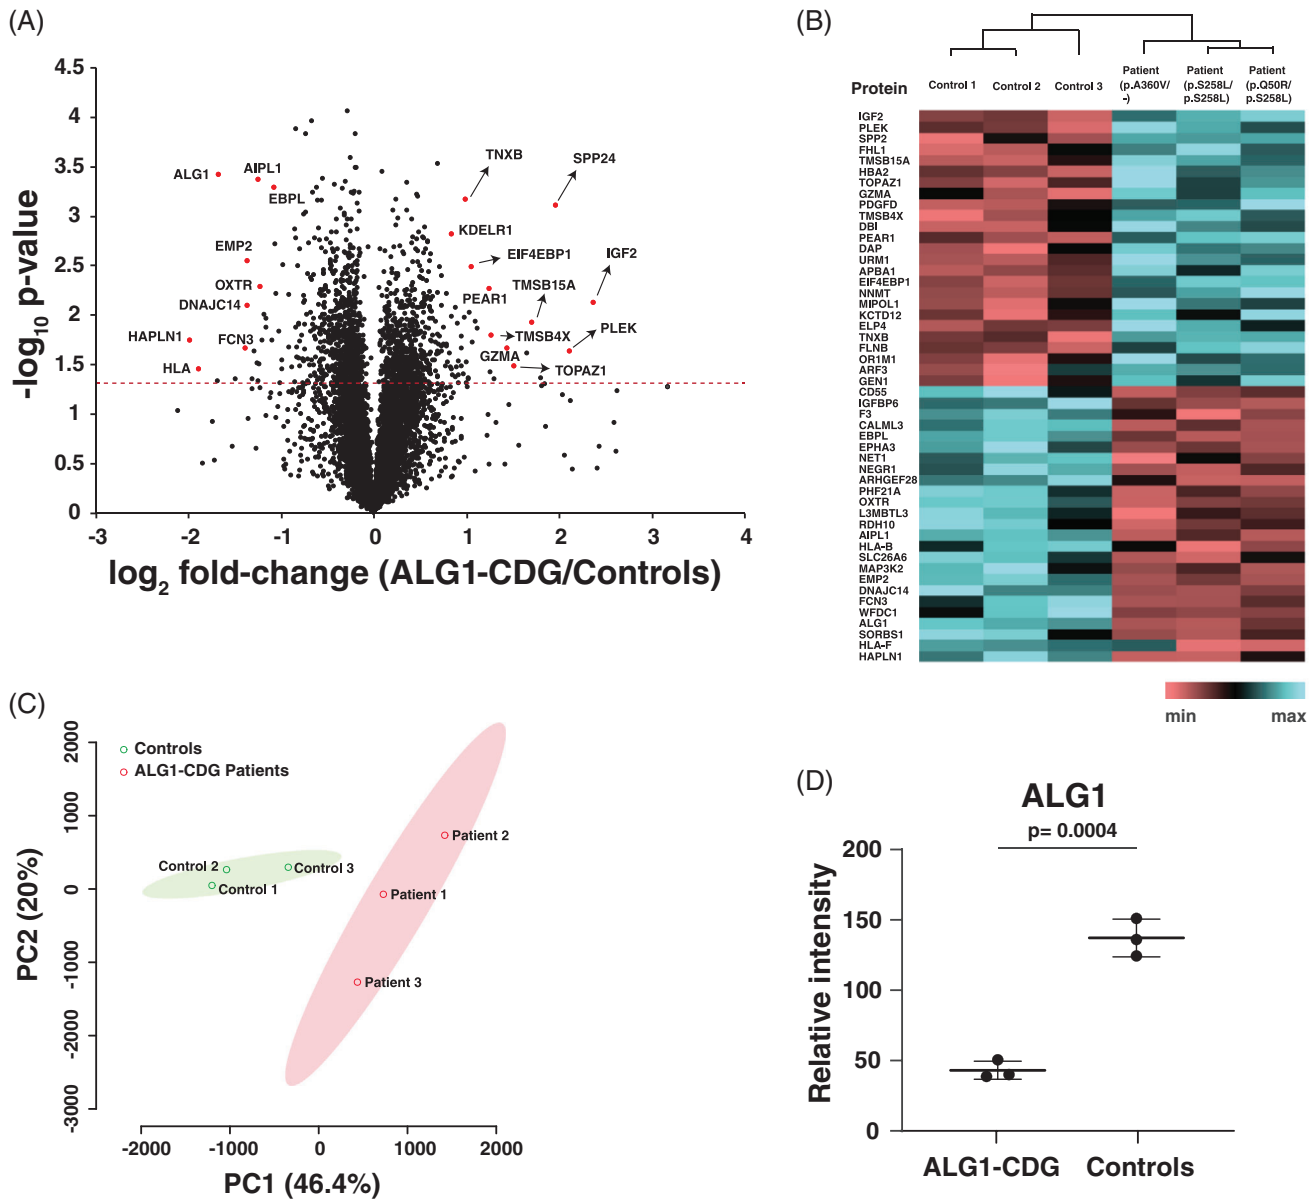 (A)
4.5
4
3.5
3
2.5
2
1.5
1
0.5
0
-log10 p-value
-3
-2
-1
0
1
2
3
4
log2 fold-change (ALG1-CDG/Controls)
ALG1
AIPL1
EBPL
EMP2
OXTR
DNAJC14
HAPLN1
FCN3
HLA
TNXB
SPP24
KDELR1
EIF4EBP1
IGF2
TMSB15A
PEAR1
PLEK
TMSB4X
GZMA
TOPAZ1
(B)
Protein
Control 1
Control 2
Control 3
Patient
(p.A360V/
-)
Patient
(p.S258L/
p.S258L)
Patient
(p.Q50R/
p.S258L)
IGF2
PLEK
SPP2
FHL1
TMSB15A
HBA2
TOPAZ1
GZMA
PDGFD
TMSB4X
DBI
PEAR1
DAP
URM1
APBA1
EIF4EBP1
NNMT
MIPOL1
KCTD12
ELP4
TNXB
FLNB
OR1M1
ARF3
GEN1
CD55
IGFBP6
F3
CALML3
EBPL
EPHA3
NET1
NEGR1
ARHGEF28
PHF21A
OXTR
L3MBTL3
RDH10
AIPL1
HLA-B
SLC26A6
MAP3K2
EMP2
DNAJC14
FCN3
WFDC1
ALG1
SORBS1
HLA-F
HAPLN1
min
max
(C)
Controls
ALG1-CDG Patients
2000
1000
0
-1000
-2000
-3000
PC2 (20%)
Control 2
Control 1
Control 3
Patient 2
Patient 1
Patient 3
-2000
-1000
0
1000
2000
PC1 (46.4%)
(D)
ALG1
p= 0.0004
200
150
100
50
0
Relative intensity
ALG1-CDG
Controls